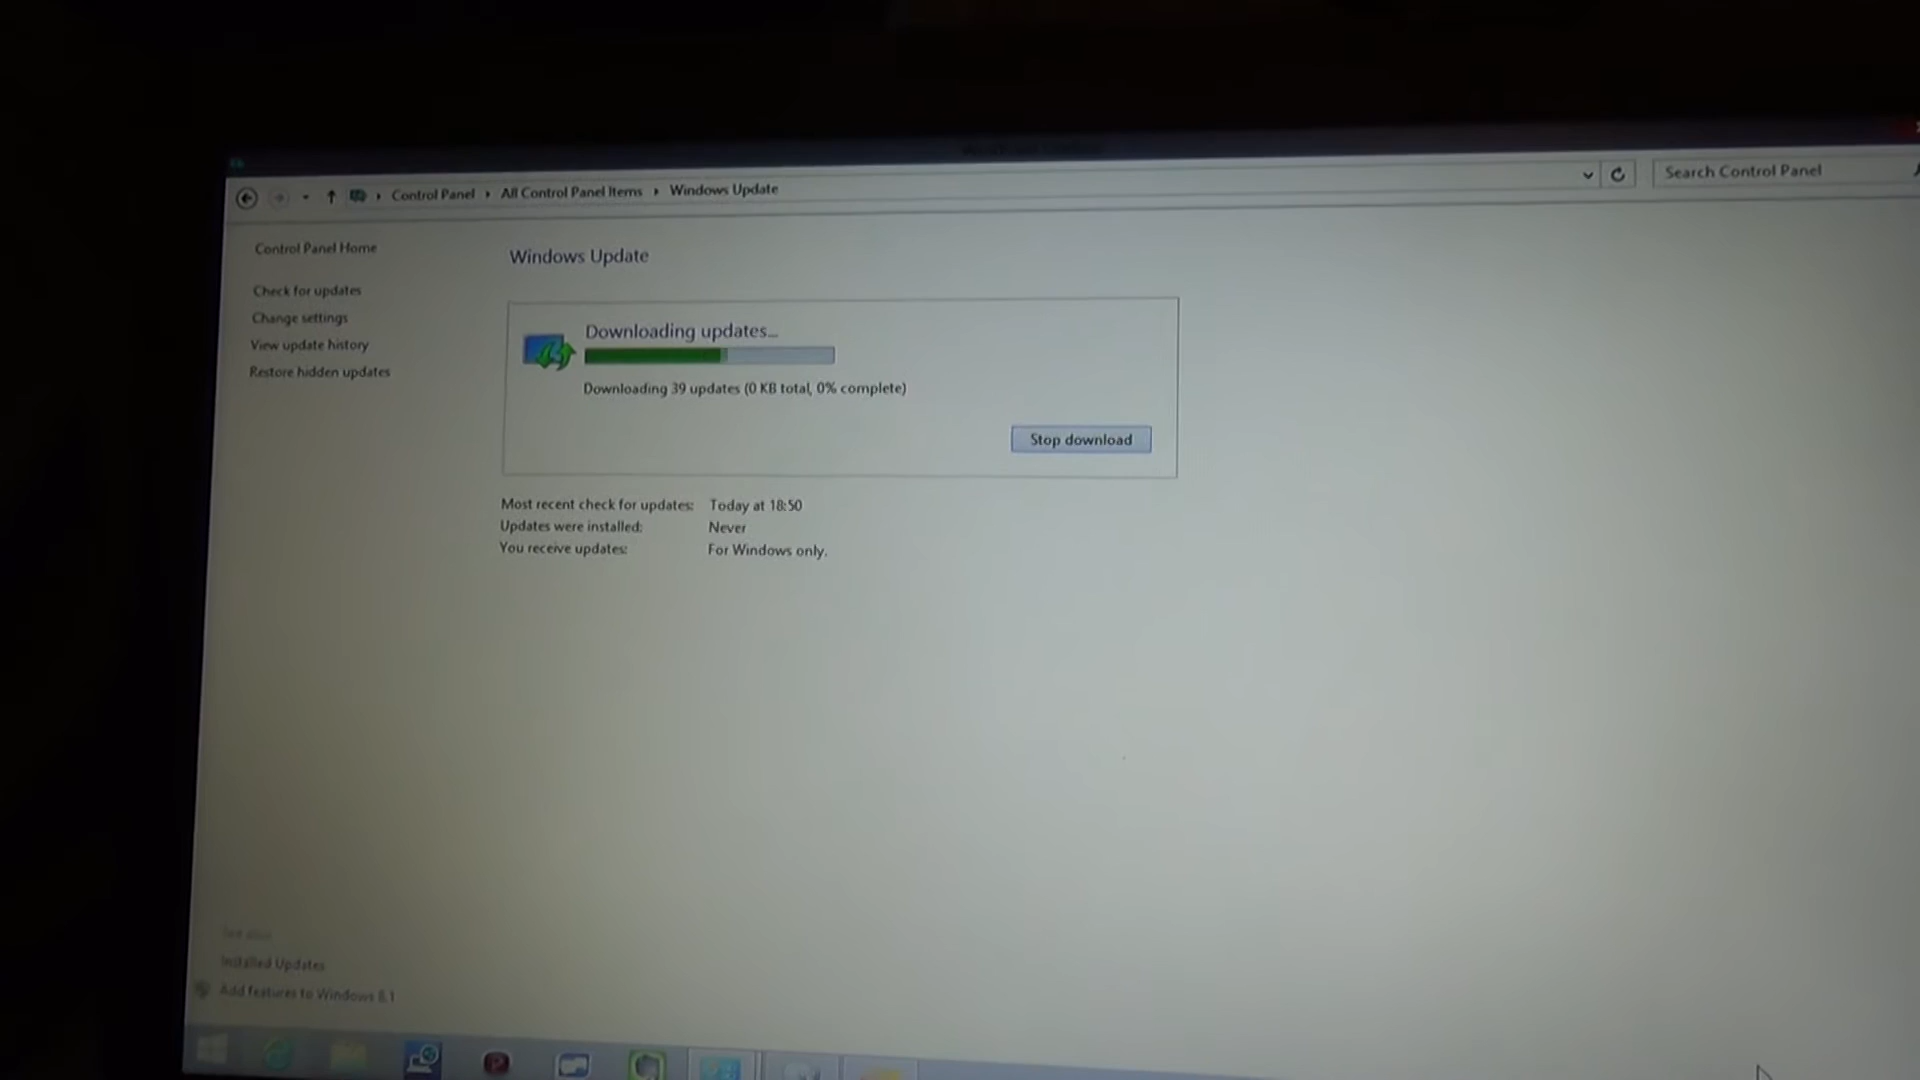 Control Panel All Control Panel Items Windows Update
Search Control Panel
Control Panel Home
Check for updates
Change settings
View update history
Restore hidden updates
Windows Update
Downloading updates...
Downloading 39 updates (0 KB total, 0% complete)
Stop download
Most recent check for updates: Today at 18:50
Updates were installed: Never
You receive updates: For Windows only.
See also
Installed Updates
Add features to Windows 8.1